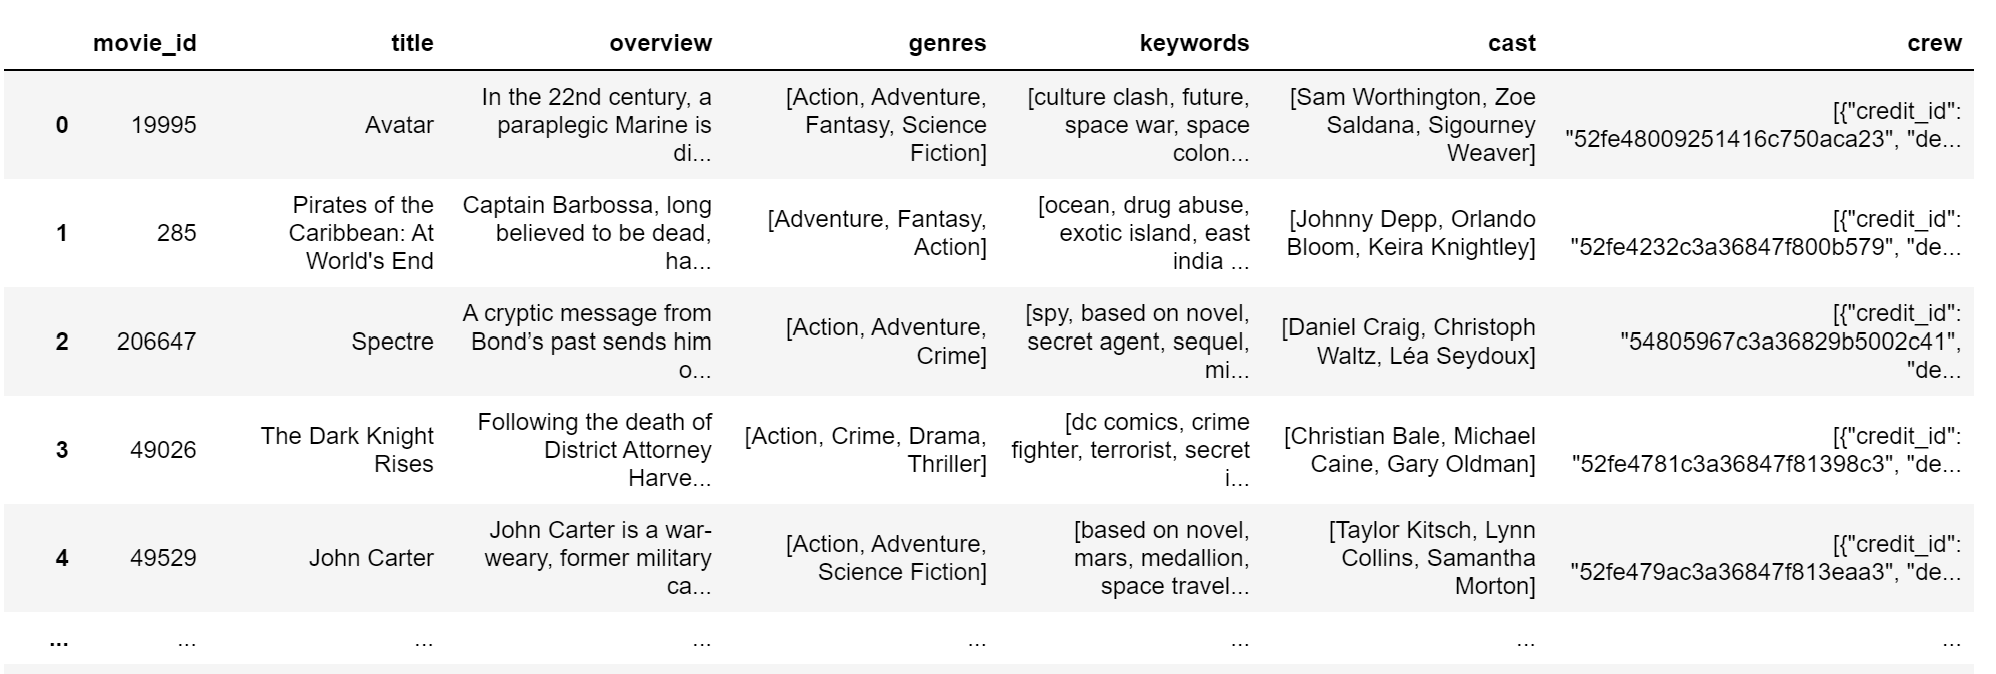 movie_id title overview genres keywords cast crew
0 19995 Avatar In the 22nd century, a paraplegic Marine is di... [Action, Adventure, Fantasy, Science Fiction] [culture clash, future, space war, space colon... [Sam Worthington, Zoe Saldana, Sigourney Weaver] [{"credit_id": "52fe48009251416c750aca23", "de...
1 285 Pirates of the Caribbean: At World's End Captain Barbossa, long believed to be dead, ha... [Adventure, Fantasy, Action] [ocean, drug abuse, exotic island, east india ... [Johnny Depp, Orlando Bloom, Keira Knightley] [{"credit_id": "52fe4232c3a36847f800b579", "de...
2 206647 Spectre A cryptic message from Bond’s past sends him o... [Action, Adventure, Crime] [spy, based on novel, secret agent, sequel, mi... [Daniel Craig, Christoph Waltz, Léa Seydoux] [{"credit_id": "54805967c3a36829b5002c41", "de...
3 49026 The Dark Knight Rises Following the death of District Attorney Harve... [Action, Crime, Drama, Thriller] [dc comics, crime fighter, terrorist, secret i... [Christian Bale, Michael Caine, Gary Oldman] [{"credit_id": "52fe4781c3a36847f81398c3", "de...
4 49529 John Carter John Carter is a war-weary, former military ca... [Action, Adventure, Science Fiction] [based on novel, mars, medallion, space travel... [Taylor Kitsch, Lynn Collins, Samantha Morton] [{"credit_id": "52fe479ac3a36847f813eaa3", "de...
... ... ... ... ... ... ... ...